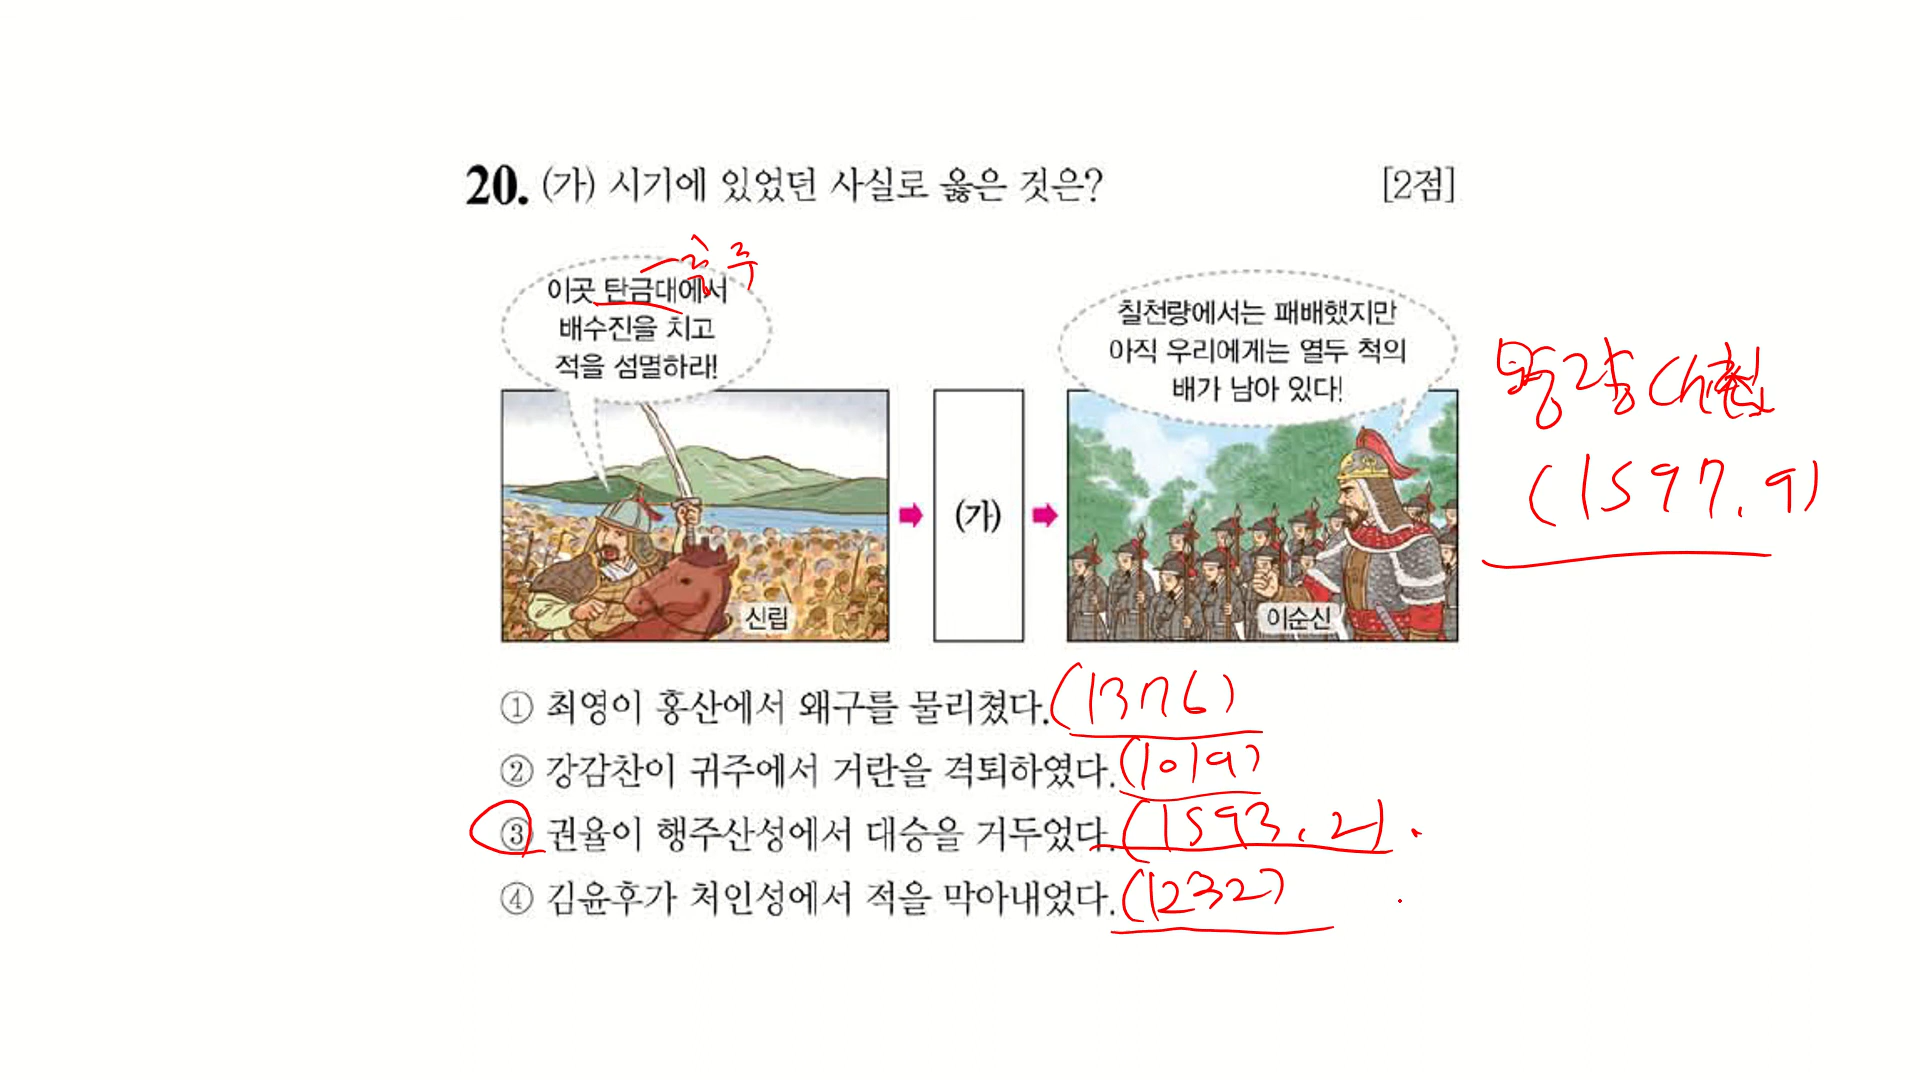 20. (가) 시기에 있었던 사실로 옳은 것은? [2점]
충주
이곳 탄금대에서
배수진을 치고
적을 섬멸하라!
칠천량에서는 패배했지만
아직 우리에게는 열두 척의
배가 남아 있다!
명량대첩
(1597.9)
(가)
신립
이순신
① 최영이 홍산에서 왜구를 물리쳤다. (1376)
② 강감찬이 귀주에서 거란을 격퇴하였다. (1019)
③ 권율이 행주산성에서 대승을 거두었다. (1593.2).
④ 김윤후가 처인성에서 적을 막아내었다. (1232)